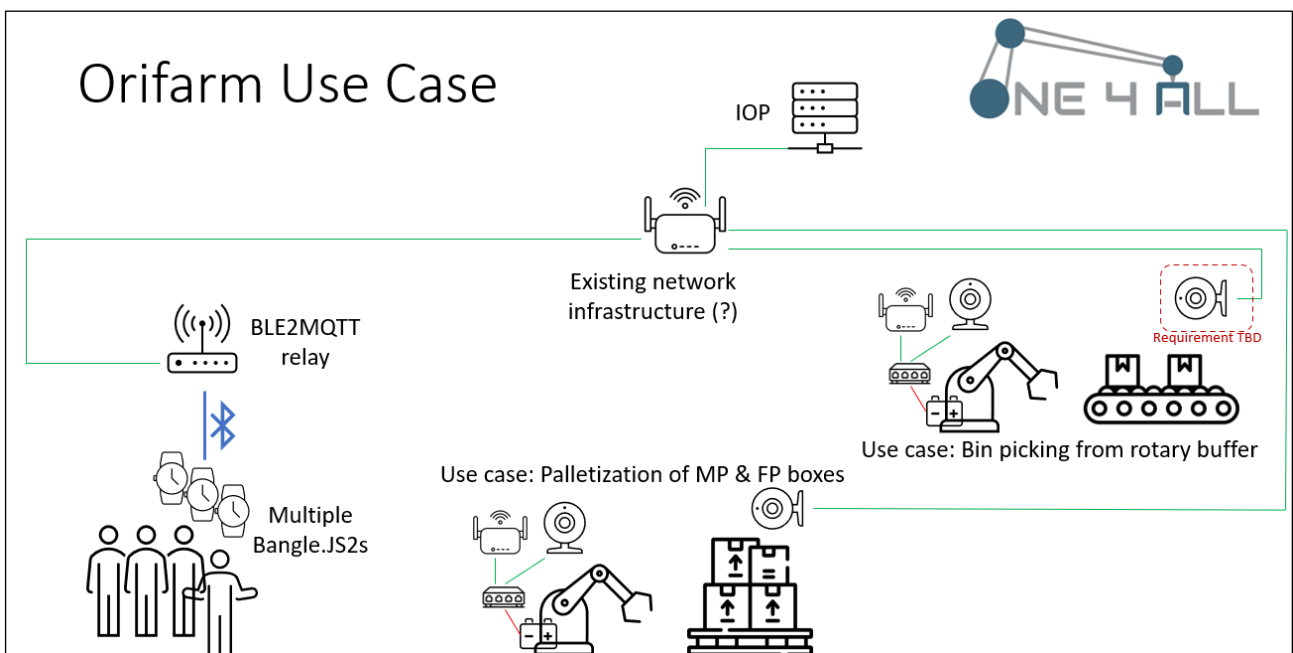 Orifarm Use Case
ONE 4 ALL
IOP
Existing network
infrastructure (?)
BLE2MQTT
relay
Requirement TBD
Use case: Bin picking from rotary buffer
Use case: Palletization of MP & FP boxes
Multiple
Bangle.JS2s